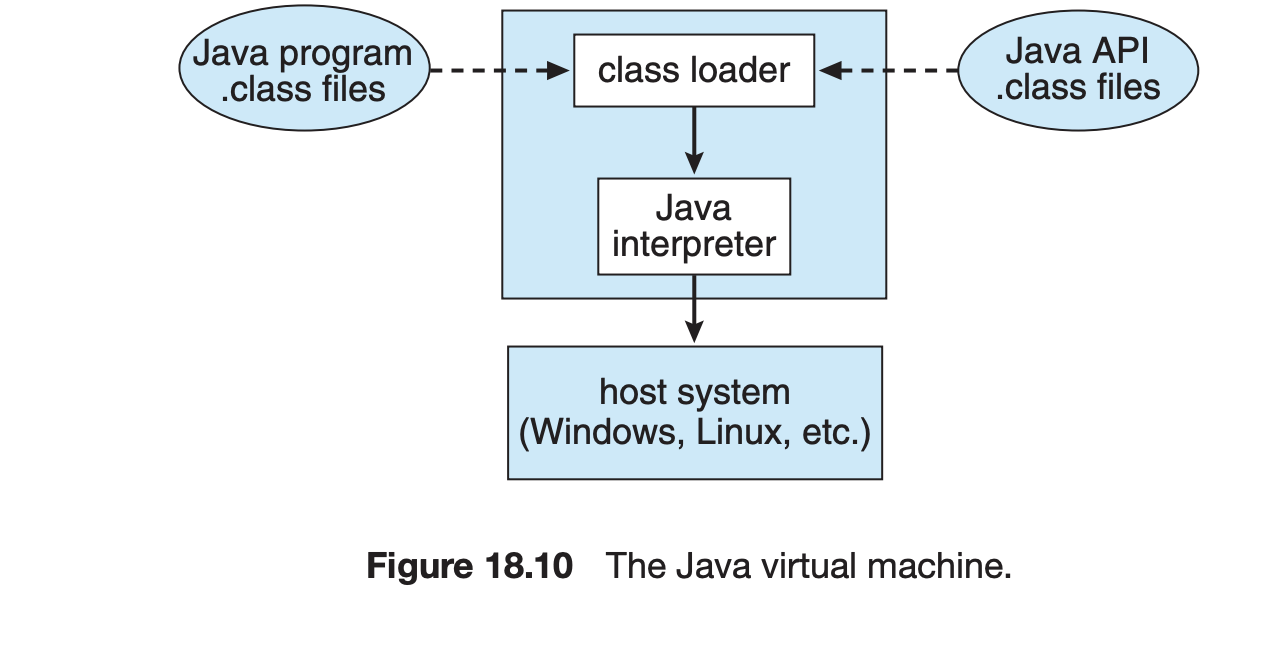 Java program
.class files
class loader
Java API
.class files
Java
interpreter
host system
(Windows, Linux, etc.)
Figure 18.10 The Java virtual machine.